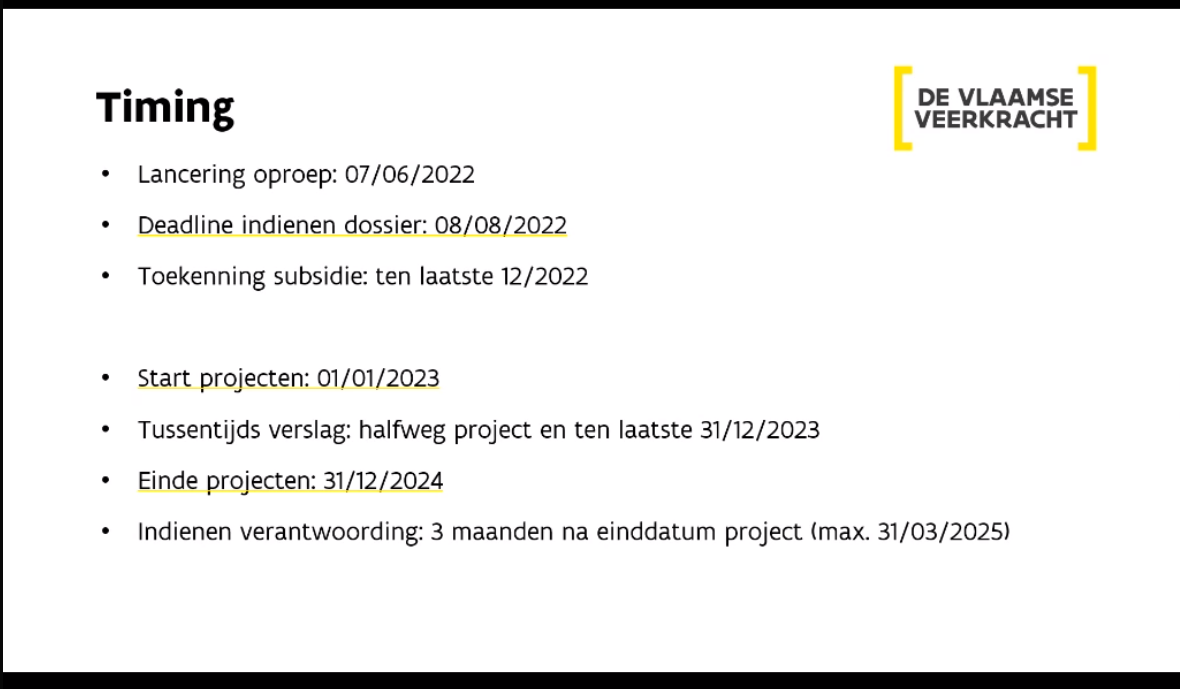 Timing
DE VLAAMSE
VEERKRACHT
• Lancering oproep: 07/06/2022
• Deadline indienen dossier: 08/08/2022
• Toekenning subsidie: ten laatste 12/2022
• Start projecten: 01/01/2023
• Tussentijds verslag: halfweg project en ten laatste 31/12/2023
• Einde projecten: 31/12/2024
• Indienen verantwoording: 3 maanden na einddatum project (max. 31/03/2025)